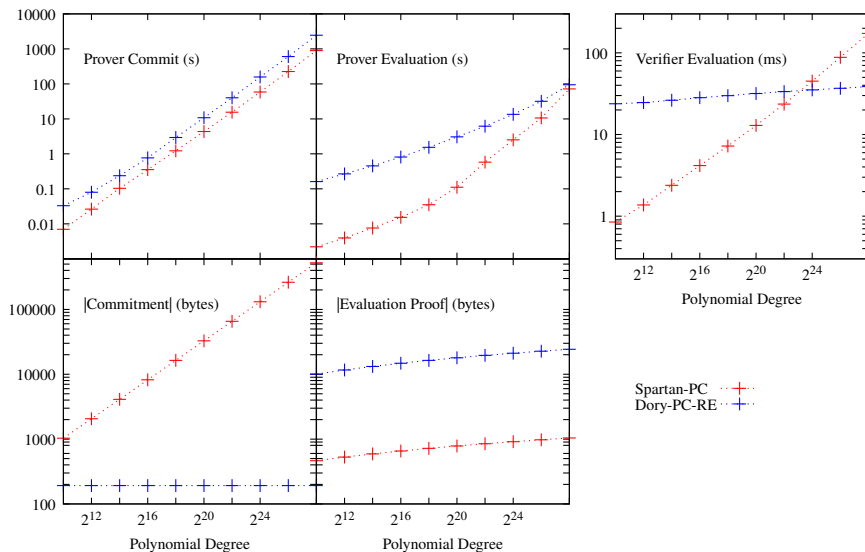 10000
1000
100
10
1
0.1
0.01
Prover Commit (s)
Prover Evaluation (s)
Verifier Evaluation (ms)
100
10
1
2^12 2^16 2^20 2^24
Polynomial Degree
|Commitment| (bytes)
|Evaluation Proof| (bytes)
100000
10000
1000
100
2^12 2^16 2^20 2^24
Polynomial Degree
2^12 2^16 2^20 2^24
Polynomial Degree
Spartan-PC
Dory-PC-RE